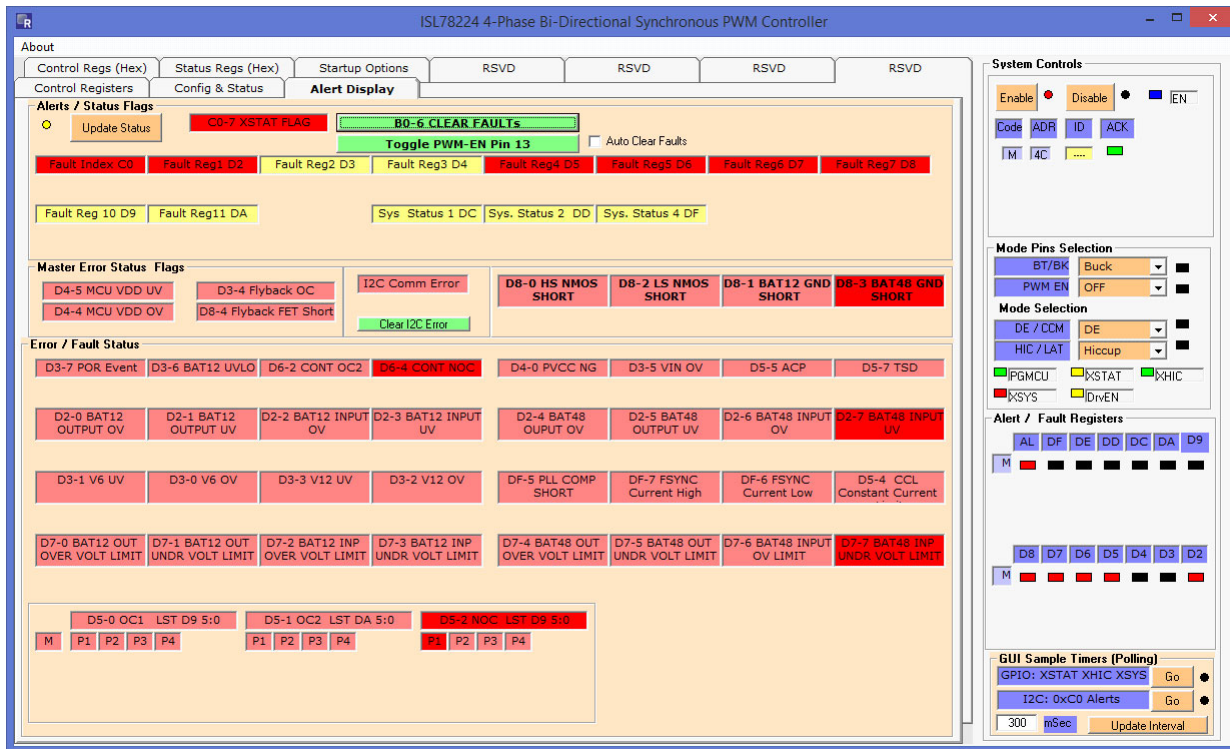 R
ISL78224 4-Phase Bi-Directional Synchronous PWM Controller
About
Control Regs (Hex)
Status Regs (Hex)
Startup Options
RSVD
RSVD
RSVD
RSVD
Control Registers
Config & Status
Alert Display
Alerts / Status Flags
Update Status
C0-7 XSTAT FLAG
B0-6 CLEAR FAULTs
Toggle PWM-EN Pin 13
Auto Clear Faults
Fault Index C0
Fault Reg1 D2
Fault Reg2 D3
Fault Reg3 D4
Fault Reg4 D5
Fault Reg5 D6
Fault Reg6 D7
Fault Reg7 D8
Fault Reg 10 D9
Fault Reg11 DA
Sys Status 1 DC
Sys. Status 2 DD
Sys. Status 4 DF
Master Error Status Flags
D4-5 MCU VDD UV
D3-4 Flyback OC
D4-4 MCU VDD OV
D8-4 Flyback FET Short
I2C Comm Error
Clear I2C Error
D8-0 HS NMOS
SHORT
D8-2 LS NMOS
SHORT
D8-1 BAT12 GND
SHORT
D8-3 BAT48 GND
SHORT
Error / Fault Status
D3-7 POR Event
D3-6 BAT12 UVLO
D6-2 CONT OC2
D6-4 CONT NOC
D4-0 PVCC NG
D3-5 VIN OV
D5-5 ACP
D5-7 TSD
D2-0 BAT12
OUTPUT OV
D2-1 BAT12
OUTPUT UV
D2-2 BAT12 INPUT
OV
D2-3 BAT12 INPUT
UV
D2-4 BAT48
OUPUT OV
D2-5 BAT48
OUTPUT UV
D2-6 BAT48 INPUT
OV
D2-7 BAT48 INPUT
UV
D3-1 V6 UV
D3-0 V6 OV
D3-3 V12 UV
D3-2 V12 OV
DF-5 PLL COMP
SHORT
DF-7 FSYNC
Current High
DF-6 FSYNC
Current Low
D5-4 CCL
Constant Current
D7-0 BAT12 OUT
OVER VOLT LIMIT
D7-1 BAT12 OUT
UNDR VOLT LIMIT
D7-2 BAT12 INP
OVER VOLT LIMIT
D7-3 BAT12 INP
UNDR VOLT LIMIT
D7-4 BAT48 OUT
OVER VOLT LIMIT
D7-5 BAT48 OUT
UNDR VOLT LIMIT
D7-6 BAT48 INPUT
OV LIMIT
D7-7 BAT48 INP
UNDR VOLT LIMIT
D5-0 OC1 LST D9 5:0
D5-1 OC2 LST DA 5:0
D5-2 NOC LST D9 5:0
M P1 P2 P3 P4
P1 P2 P3 P4
P1 P2 P3 P4
System Controls
Enable
Disable
EN
Code ADR ID ACK
M 4C ----
Mode Pins Selection
BT/BK Buck
PWM EN OFF
Mode Selection
DE / CCM DE
HIC / LAT Hiccup
PGMCU XSTAT XHIC
XSYS DrvEN
Alert / Fault Registers
AL DF DE DD DC DA D9
M
D8 D7 D6 D5 D4 D3 D2
M
GUI Sample Timers (Polling)
GPIO: XSTAT XHIC XSYS Go
I2C: 0xC0 Alerts Go
300 mSec Update Interval